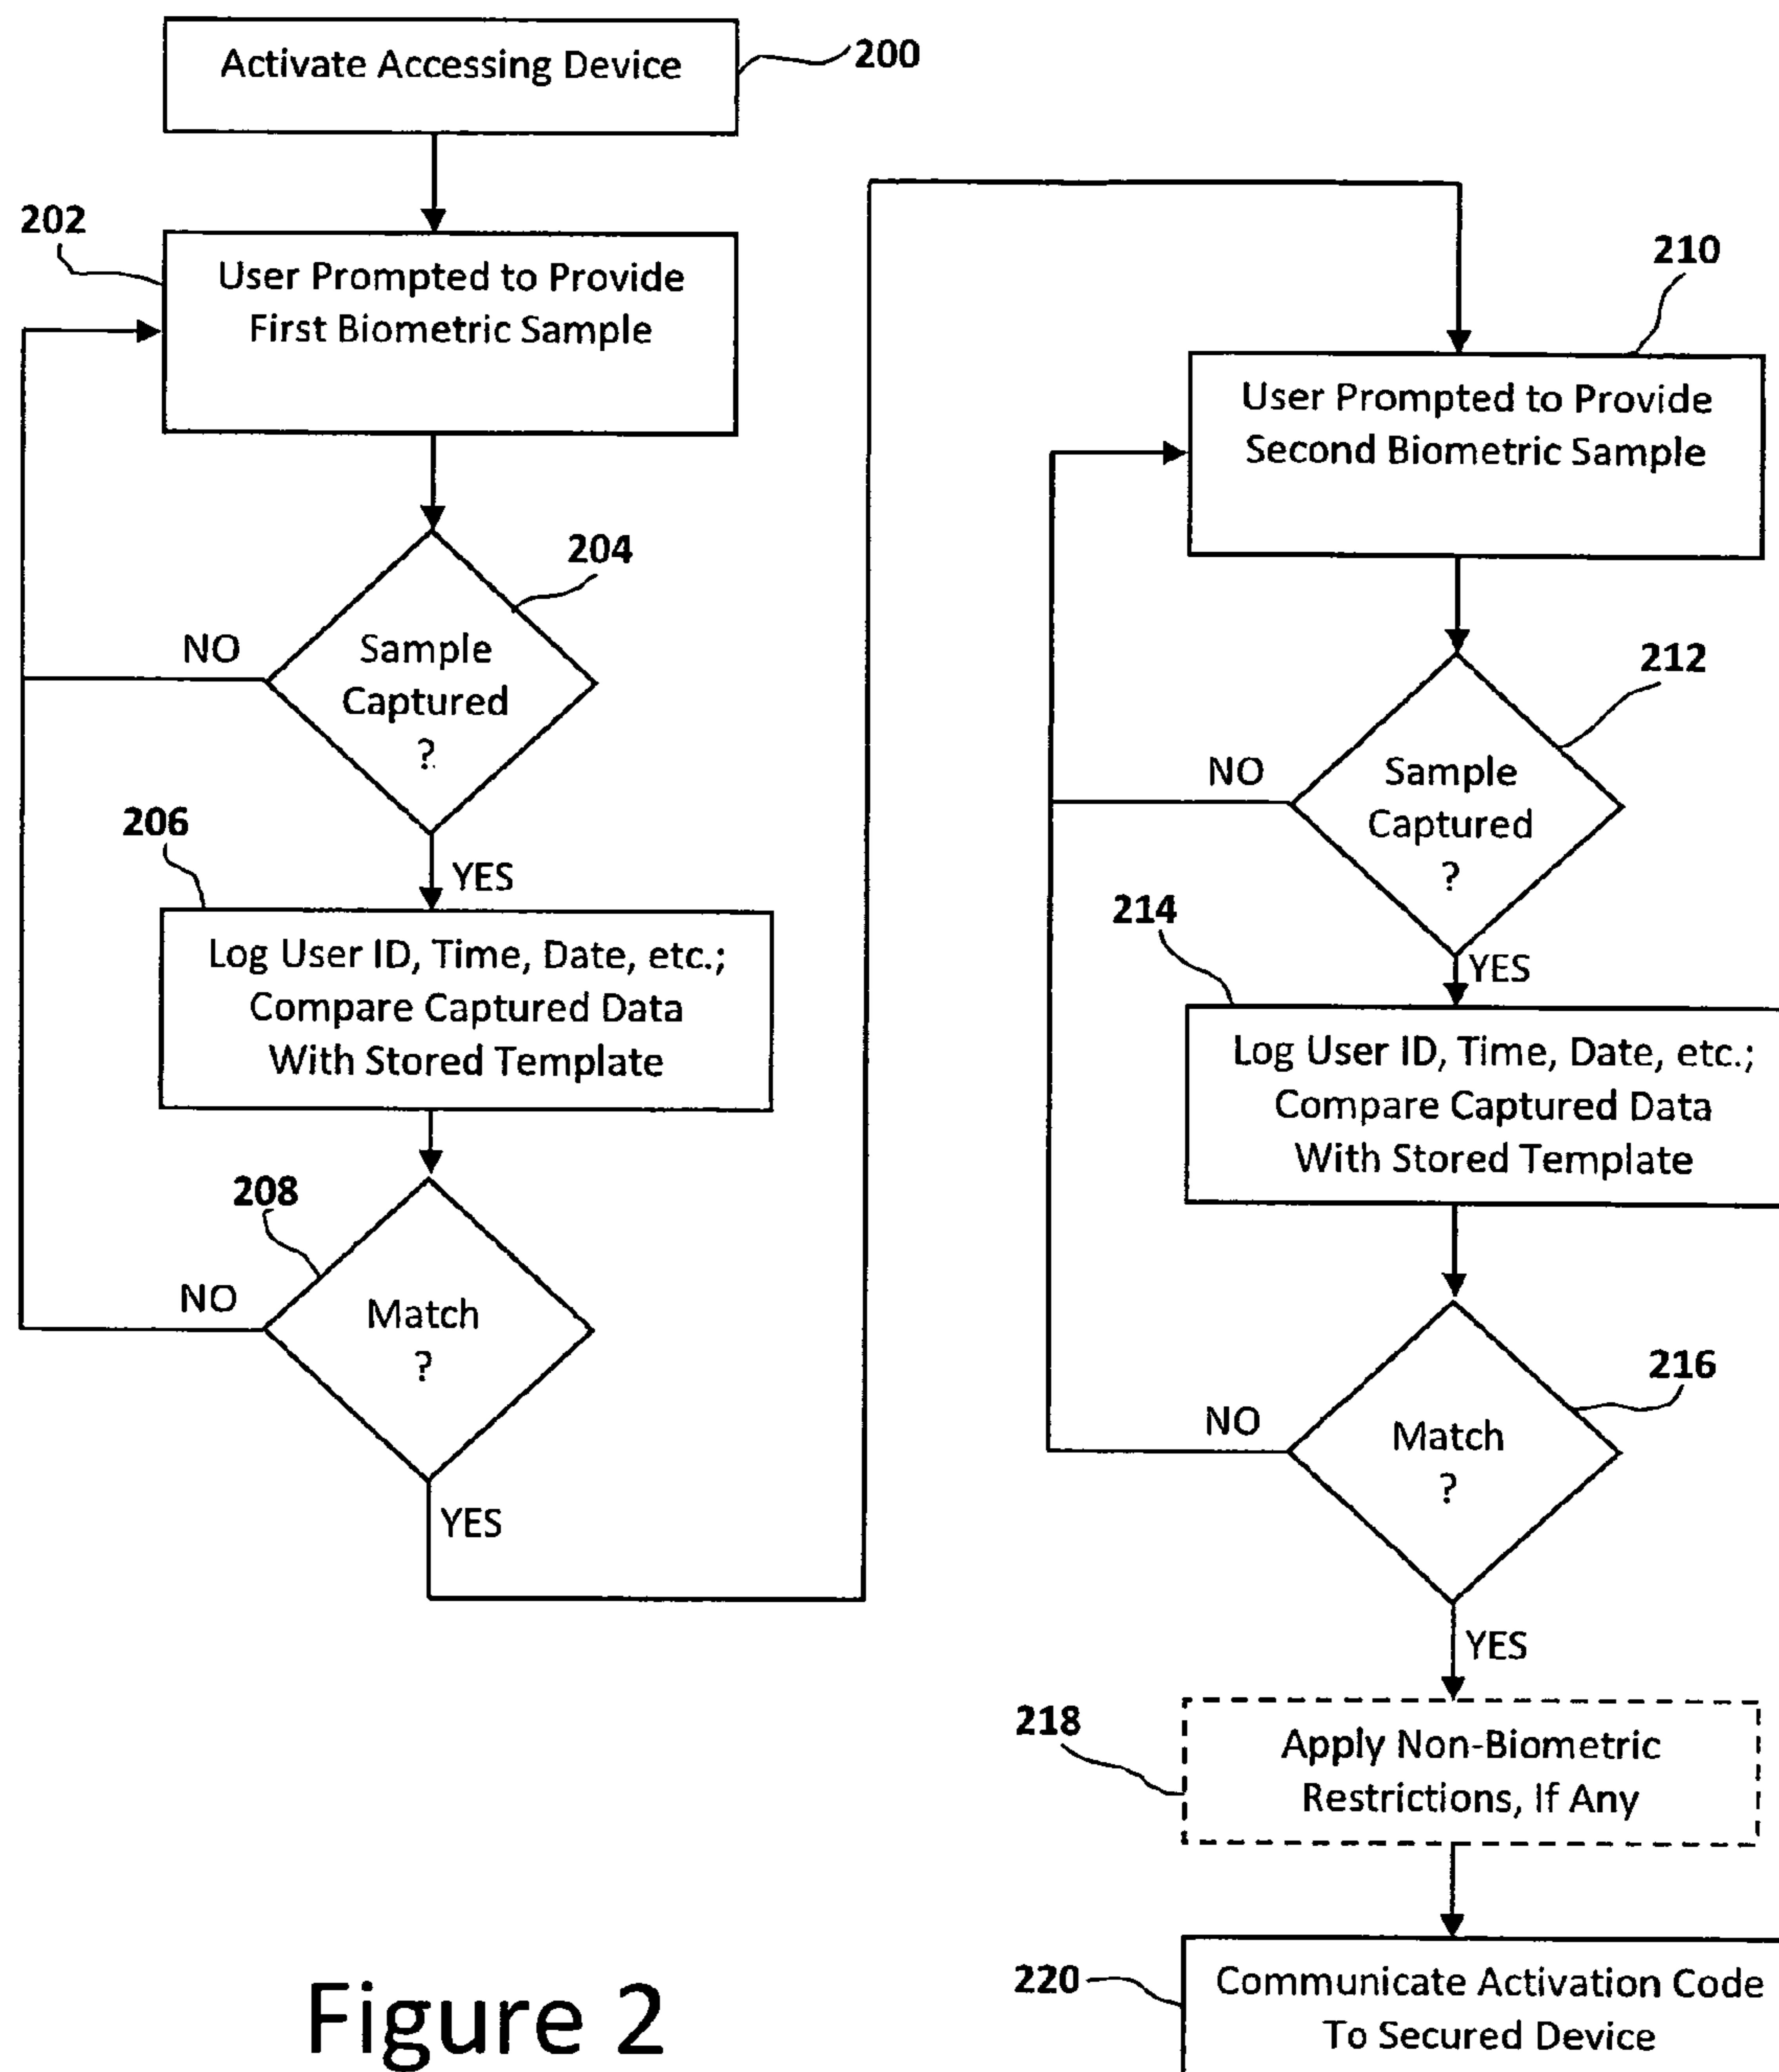 Activate Accessing Device
200
202
User Prompted to Provide
First Biometric Sample
204
NO
Sample
Captured
?
YES
206
Log User ID, Time, Date, etc.;
Compare Captured Data
With Stored Template
208
NO
Match
?
YES
210
User Prompted to Provide
Second Biometric Sample
212
NO
Sample
Captured
?
YES
214
Log User ID, Time, Date, etc.;
Compare Captured Data
With Stored Template
216
NO
Match
?
YES
218
Apply Non-Biometric
Restrictions, If Any
220
Communicate Activation Code
To Secured Device
Figure 2